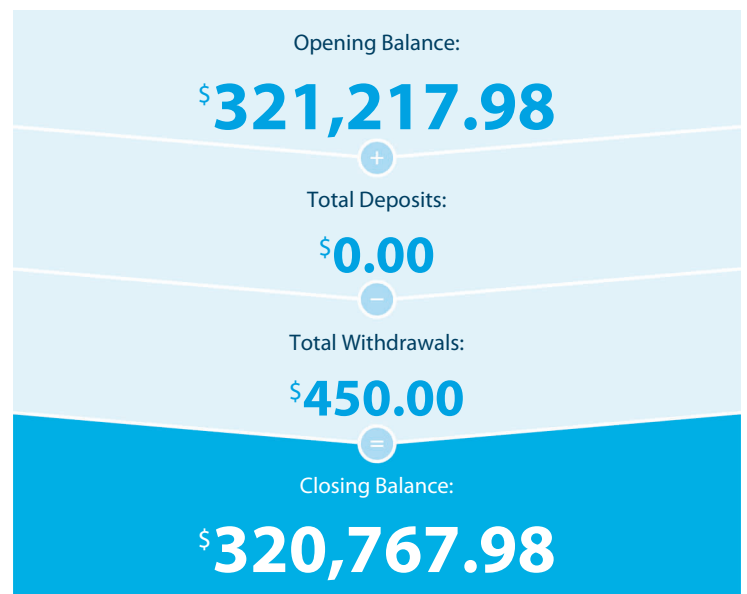 Opening Balance:
$321,217.98
+
Total Deposits:
$0.00
−
Total Withdrawals:
$450.00
=
Closing Balance:
$320,767.98